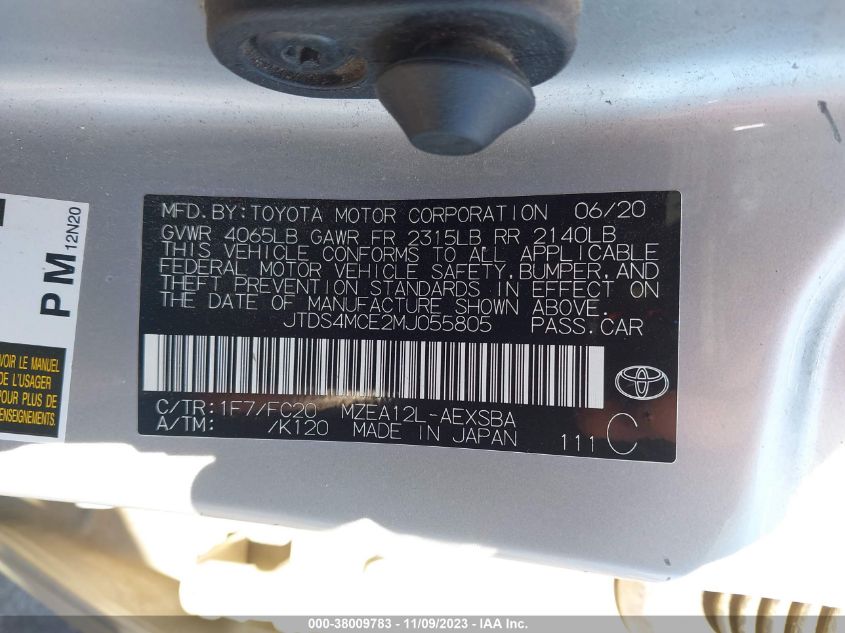 MFD. BY: TOYOTA MOTOR CORPORATION 06/20
GVWR 4065LB GAWR FR 2315LB RR 2140LB
THIS VEHICLE CONFORMS TO ALL APPLICABLE
FEDERAL MOTOR VEHICLE SAFETY, BUMPER, AND
THEFT PREVENTION STANDARDS IN EFFECT ON
THE DATE OF MANUFACTURE SHOWN ABOVE.
JTDS4MCE2MJ055805 PASS. CAR
C/TR: 1F7/FC20 MZEA12L-AEXSBA
A/TM: /K120 MADE IN JAPAN 111 C
PM 12N20
VOIR LE MANUEL
DE L'USAGER
POUR PLUS DE
000-38009783 - 11/09/2023 - IAA Inc.